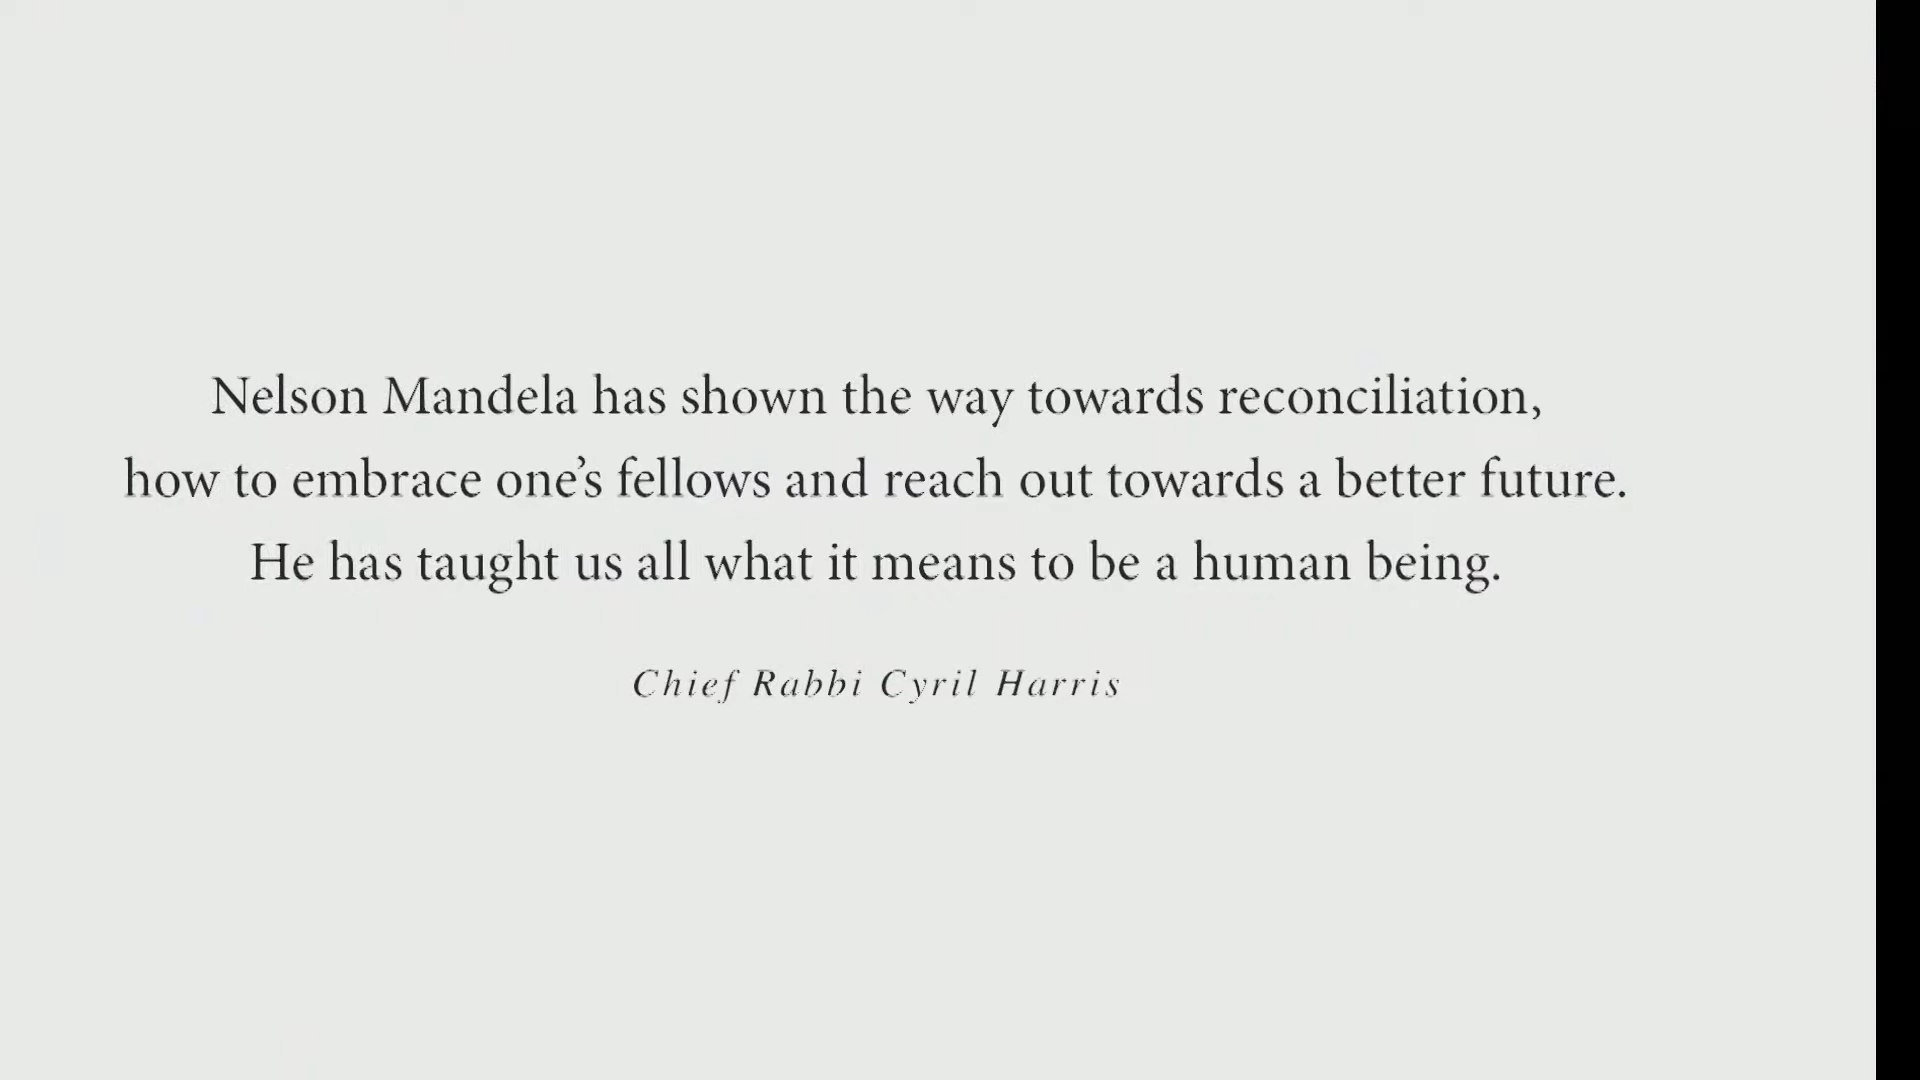 Nelson Mandela has shown the way towards reconciliation,
how to embrace one’s fellows and reach out towards a better future.
He has taught us all what it means to be a human being.
Chief Rabbi Cyril Harris